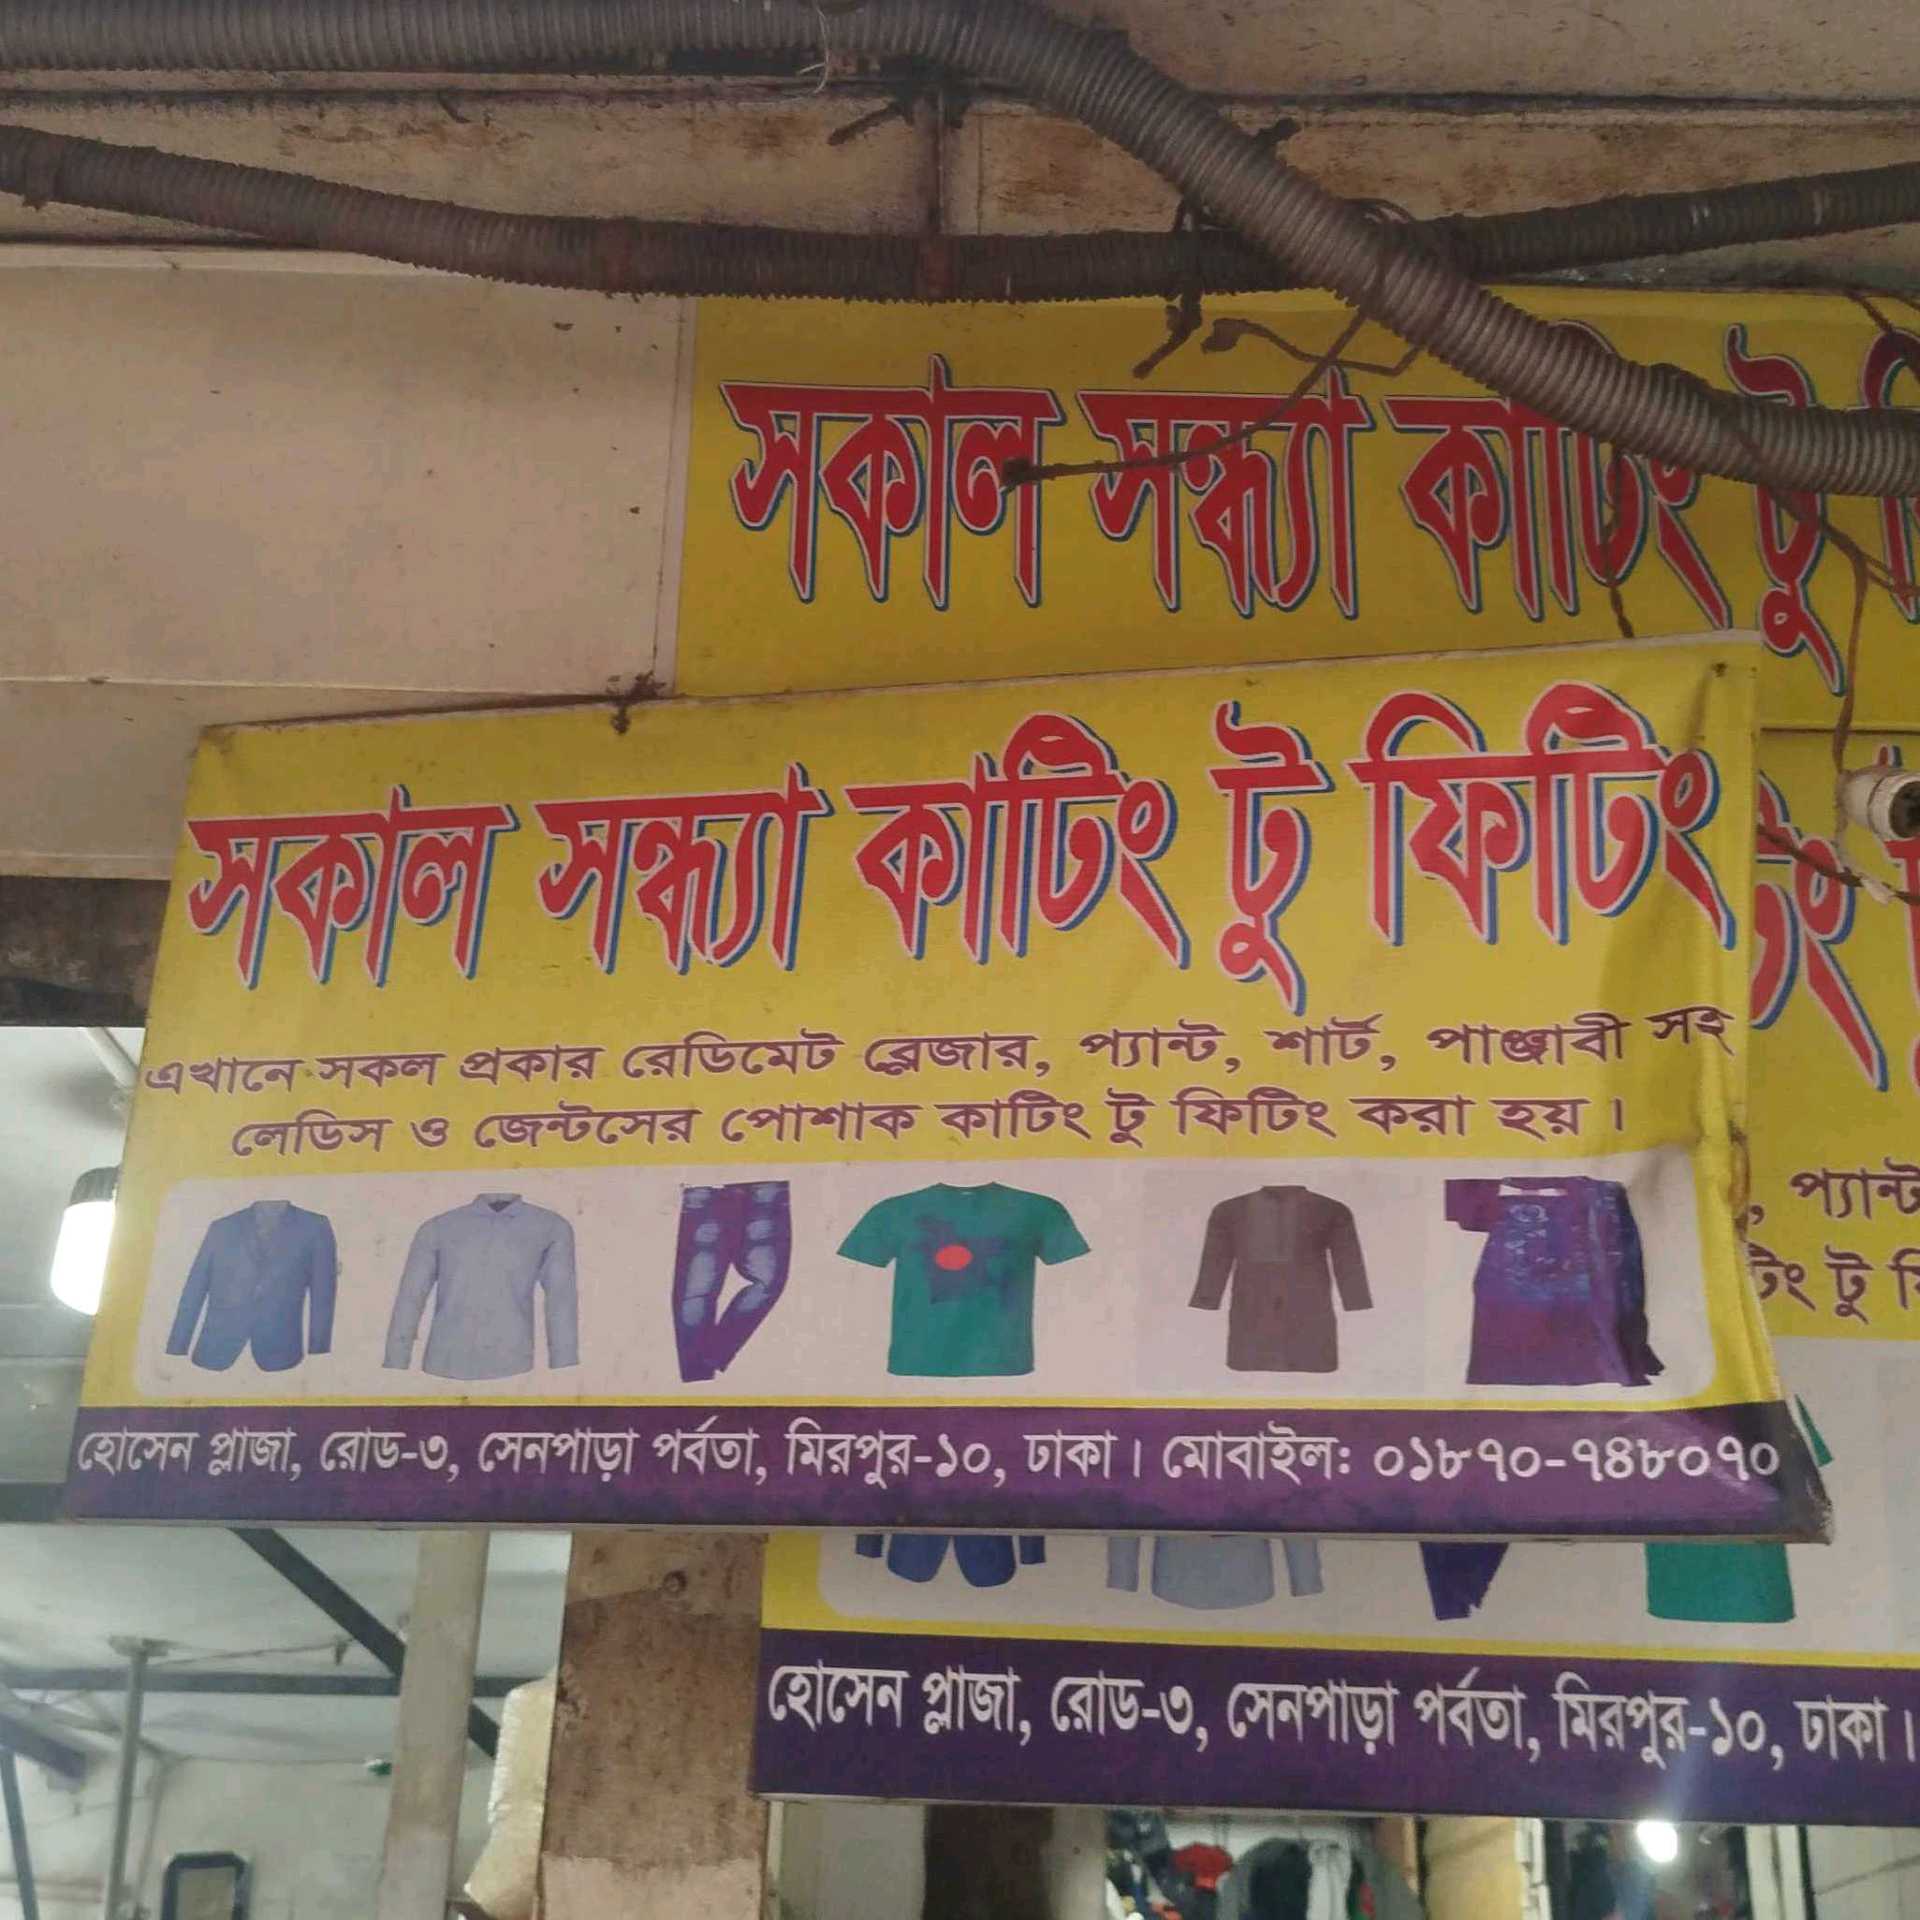 সকাল সন্ধ্যা কাটিং টু
সকাল সন্ধ্যা কাটিং টু ফিটিং
এখানে সকল প্রকার রেডিমেট ব্লেজার, প্যান্ট, শার্ট, পাঞ্জাবী সহ
লেডিস ও জেন্টসের পোশাক কাটিং টু ফিটিং করা হয় ।
হোসেন প্লাজা, রোড-৩, সেনপাড়া পর্বতা, মিরপুর-১০, ঢাকা । মোবাইল: ০১৮৭০-৭৪৮০৭০
, প্যান্ট
টিং টু
হোসেন প্লাজা, রোড-৩, সেনপাড়া পর্বতা, মিরপুর-১০, ঢাকা ।